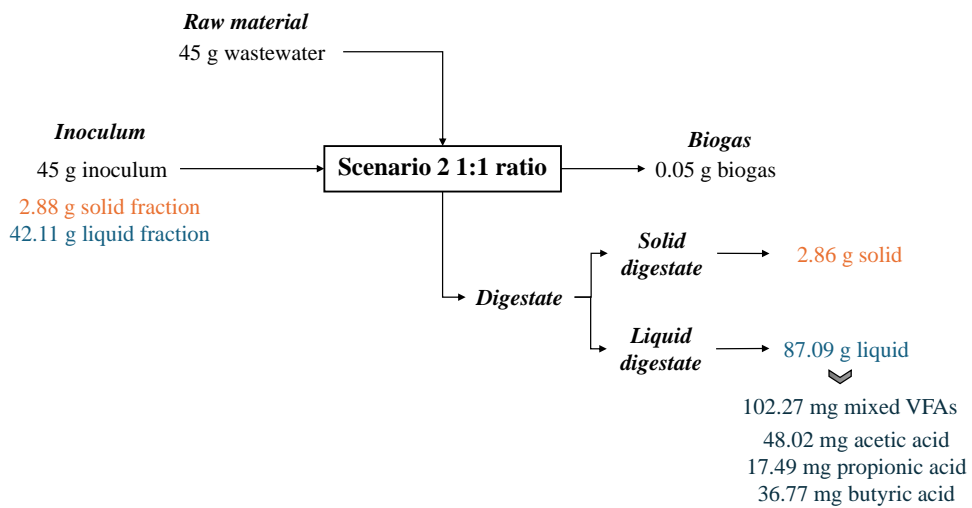 Raw material
45 g wastewater
Inoculum
45 g inoculum
2.88 g solid fraction
42.11 g liquid fraction
Scenario 2 1:1 ratio
Biogas
0.05 g biogas
Digestate
Solid
digestate
2.86 g solid
Liquid
digestate
87.09 g liquid
102.27 mg mixed VFAs
48.02 mg acetic acid
17.49 mg propionic acid
36.77 mg butyric acid